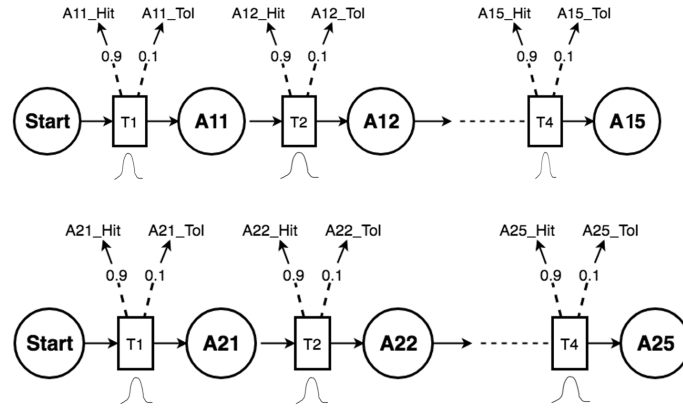 A11_Hit A11_Tol A12_Hit A12_Tol A15_Hit A15_Tol
0.9 0.1 0.9 0.1 0.9 0.1
Start T1 A11 T2 A12 T4 A15
A21_Hit A21_Tol A22_Hit A22_Tol A25_Hit A25_Tol
0.9 0.1 0.9 0.1 0.9 0.1
Start T1 A21 T2 A22 T4 A25